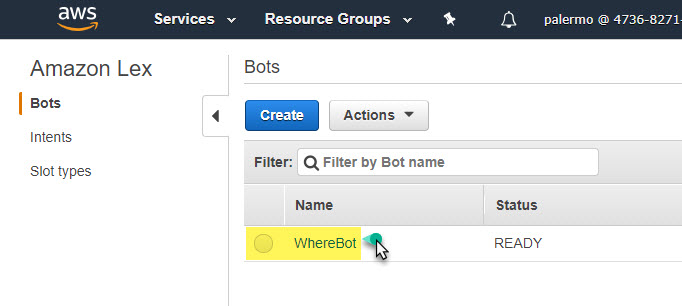 aws Services Resource Groups palermo @ 4736-8271-
Amazon Lex
Bots
Intents
Slot types
Bots
Create Actions
Filter: Filter by Bot name
Name Status
WhereBot READY